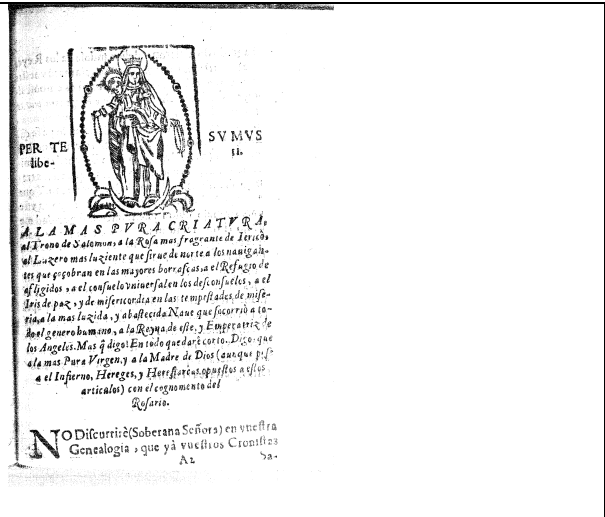 PER TE SVMVS
libe- ri.
A LA MAS PVRA CRIATVRA,
al Trono de Salomon, a la Rosa mas fragrante de Iericò,
al Luzero mas luziente que sirue de norte a los nauigan-
tes que çoçobran en las mayores borrascas, a el Refugio de
afligidos, a el consuelo vniuersal en los desconsuelos, a el
Iris de paz, y de misericordia en las tempestades de mise-
ria, a la mas luzida, y abastecida Naue que socorriò a to-
do el genero humano, a la Reyna de este, y Emperatriz de
los Angeles. Mas q̃ digo! En todo quedarè corto. Digo, que
a la mas Pura Virgen, y a la Madre de Dios (aunque pese
a el Infierno, Hereges, y Heresiarcas opuestos a estos
articulos) con el cognomento del
Rosario.
NO Discurrirè (Soberana Señora) en vuestra
Genealogia, que yà vuestros Cronistas
A2 Sa-